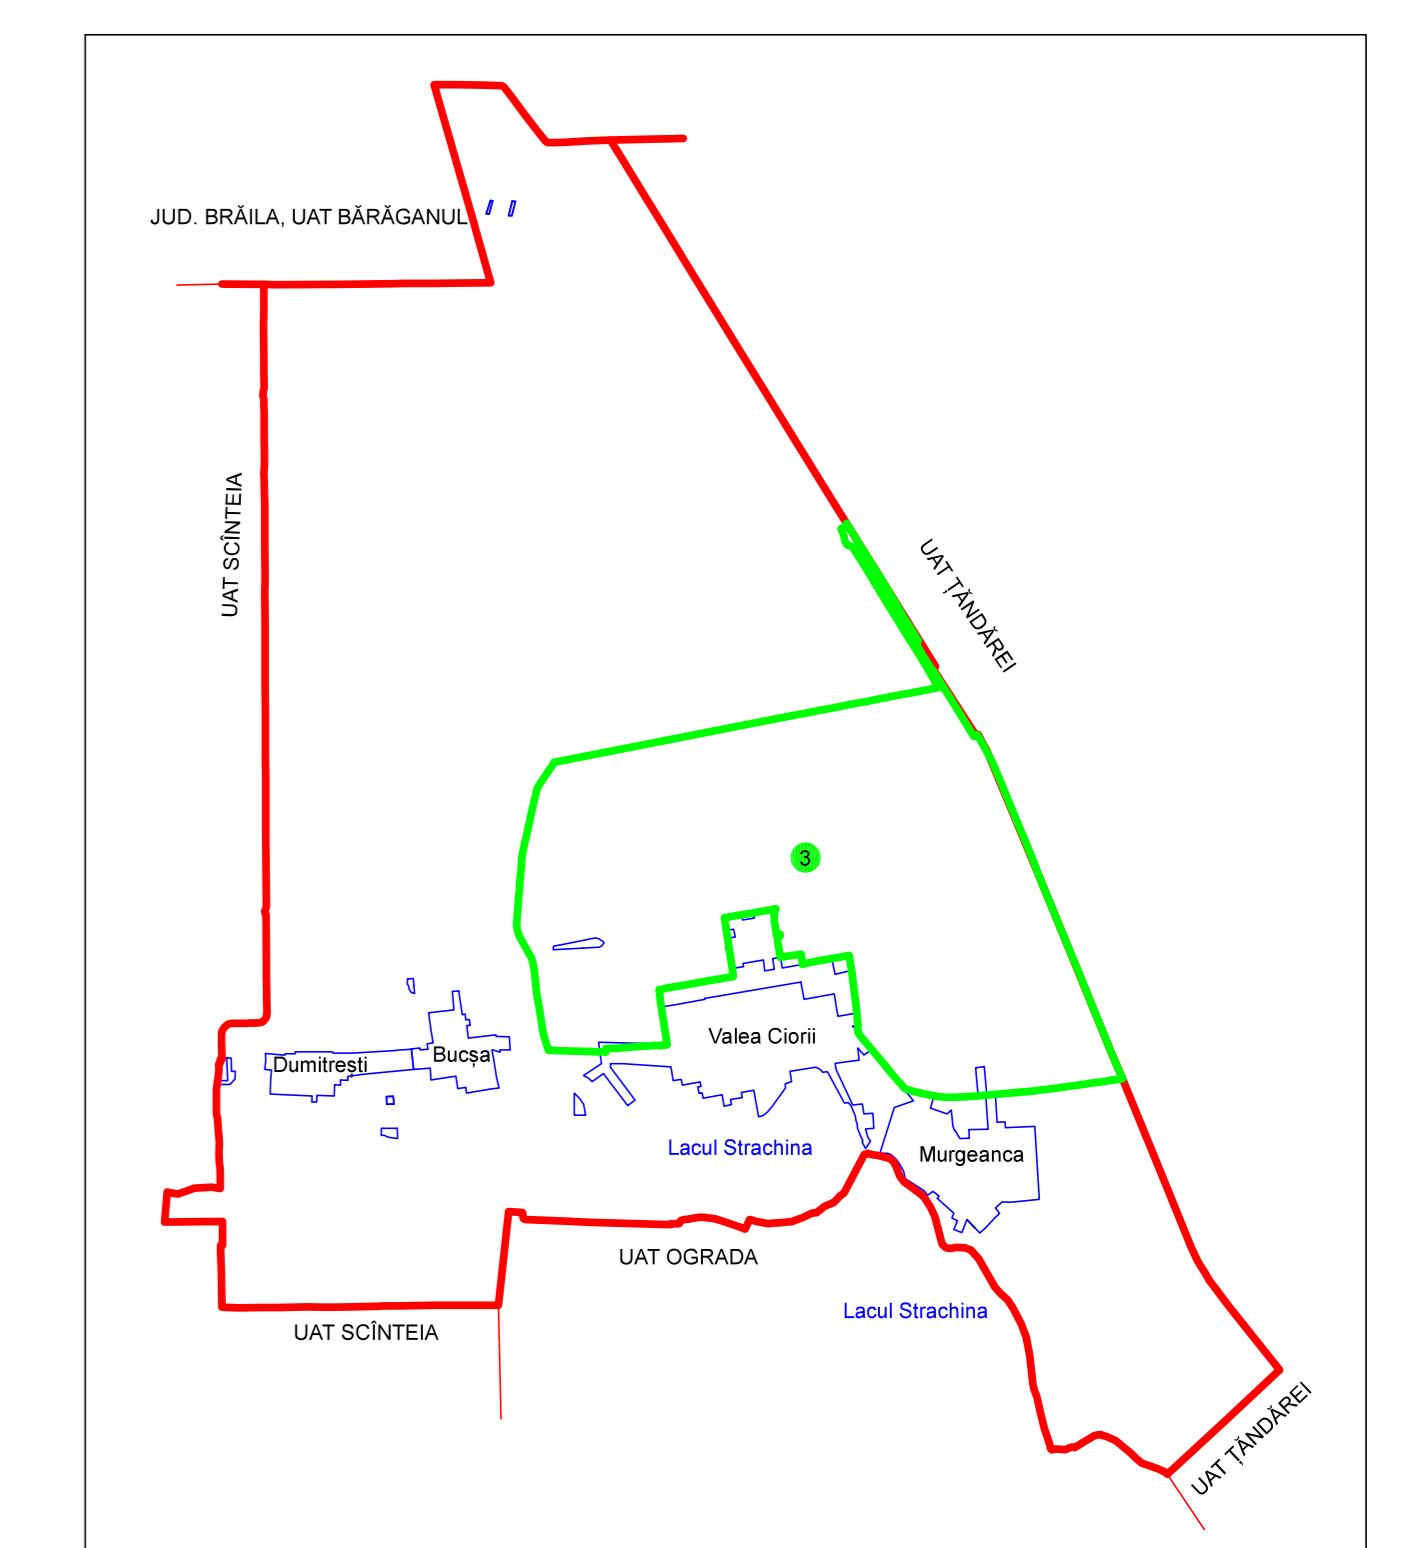 JUD. BRĂILA, UAT BĂRĂGANUL
UAT SCÎNTEIA
UAT ȚĂNDĂREI
3
Valea Ciorii
Bucșa
Dumitrești
Lacul Strachina
Murgeanca
UAT OGRADA
Lacul Strachina
UAT SCÎNTEIA
UAT ȚĂNDĂREI